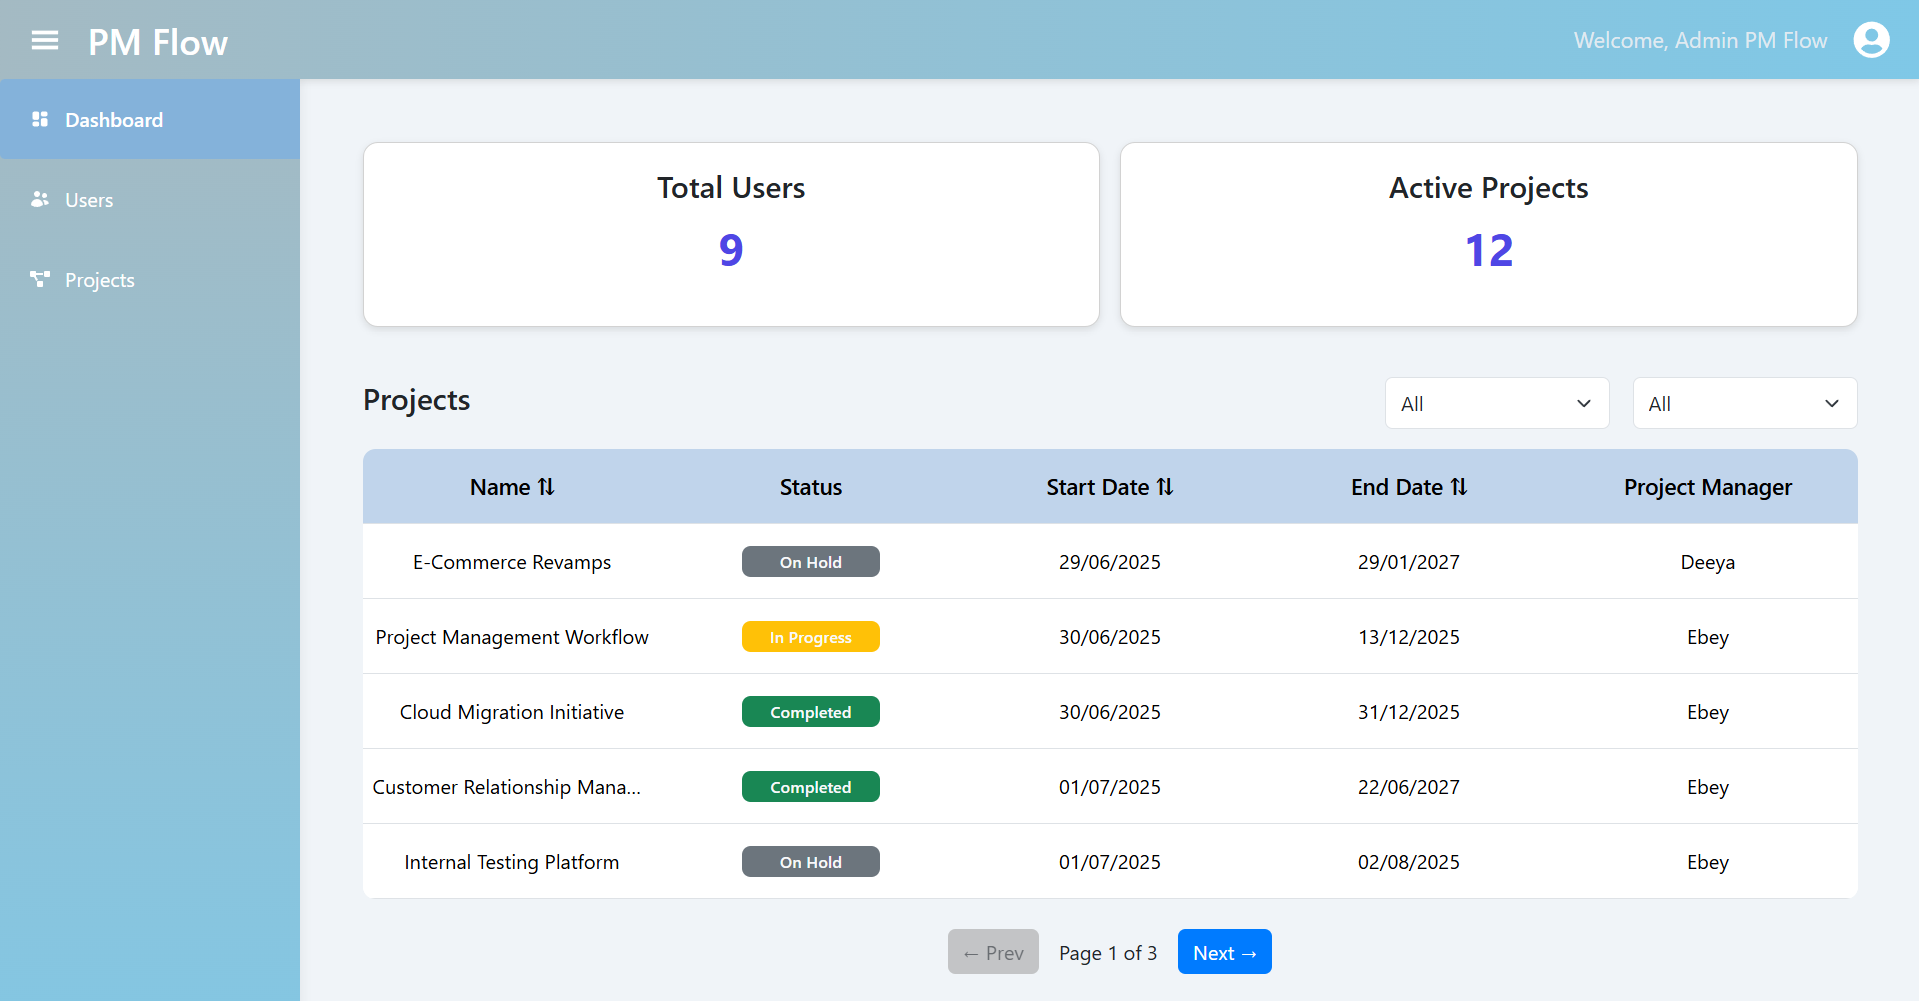 PM Flow
Welcome, Admin PM Flow
Dashboard
Users
Projects
Total Users
9
Active Projects
12
Projects
All
All
Name ⇅ Status Start Date ⇅ End Date ⇅ Project Manager
E-Commerce Revamps On Hold 29/06/2025 29/01/2027 Deeya
Project Management Workflow In Progress 30/06/2025 13/12/2025 Ebey
Cloud Migration Initiative Completed 30/06/2025 31/12/2025 Ebey
Customer Relationship Mana... Completed 01/07/2025 22/06/2027 Ebey
Internal Testing Platform On Hold 01/07/2025 02/08/2025 Ebey
← Prev Page 1 of 3 Next →